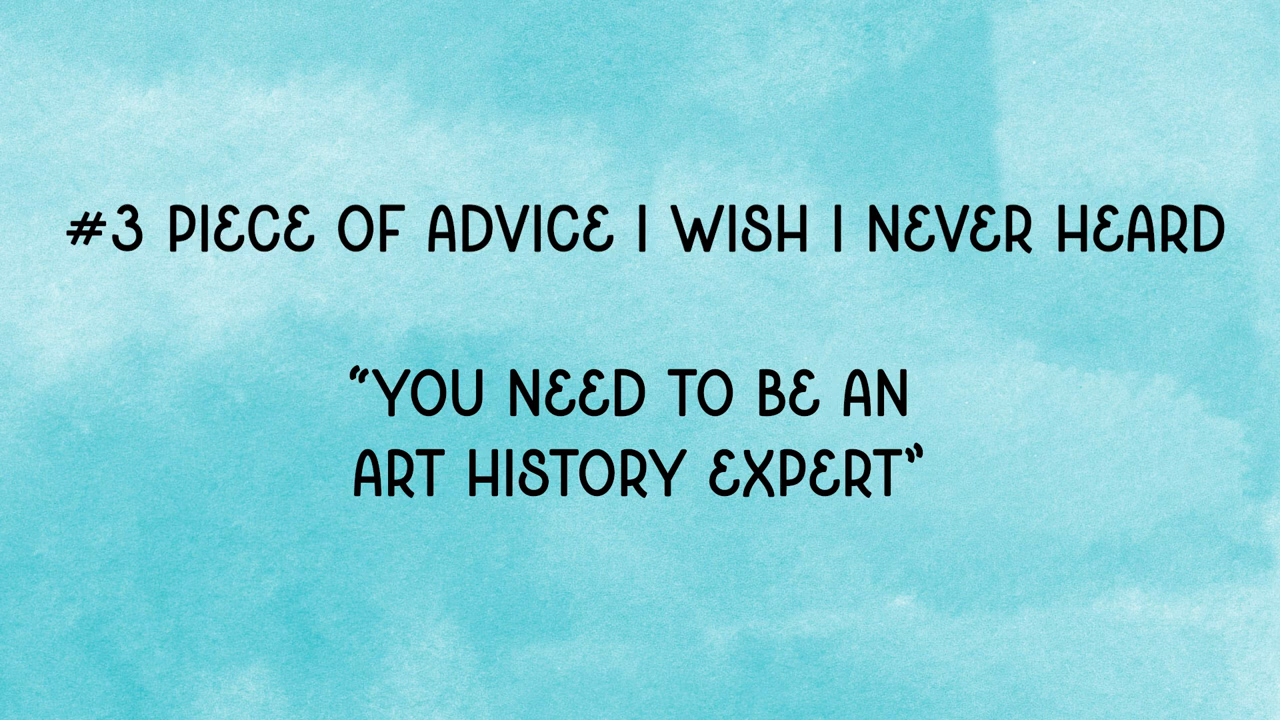 #3 PIECE OF ADVICE I WISH I NEVER HEARD
“YOU NEED TO BE AN
ART HISTORY EXPERT”